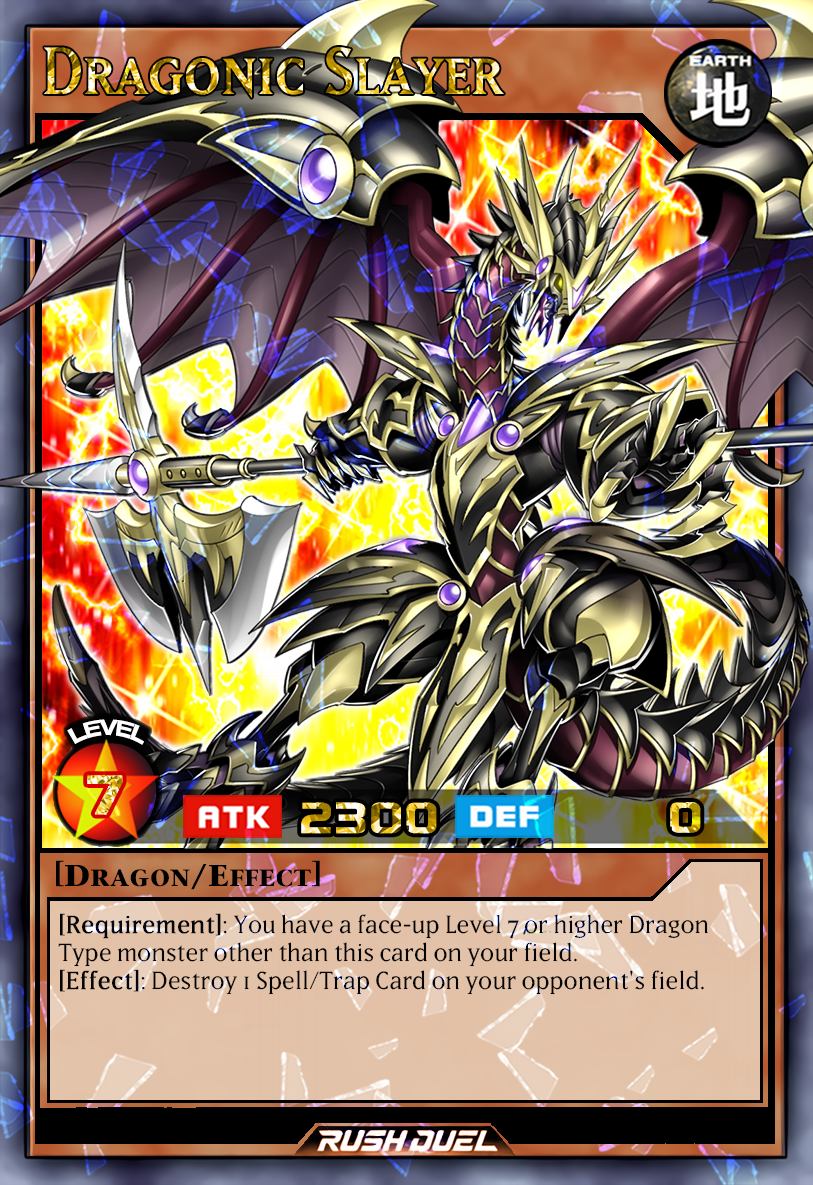 Dragonic Slayer
EARTH
地
LEVEL
7
ATK 2300 DEF 0
[Dragon/Effect]
[Requirement]: You have a face-up Level 7 or higher Dragon
Type monster other than this card on your field.
[Effect]: Destroy 1 Spell/Trap Card on your opponent's field.
RUSH DUEL